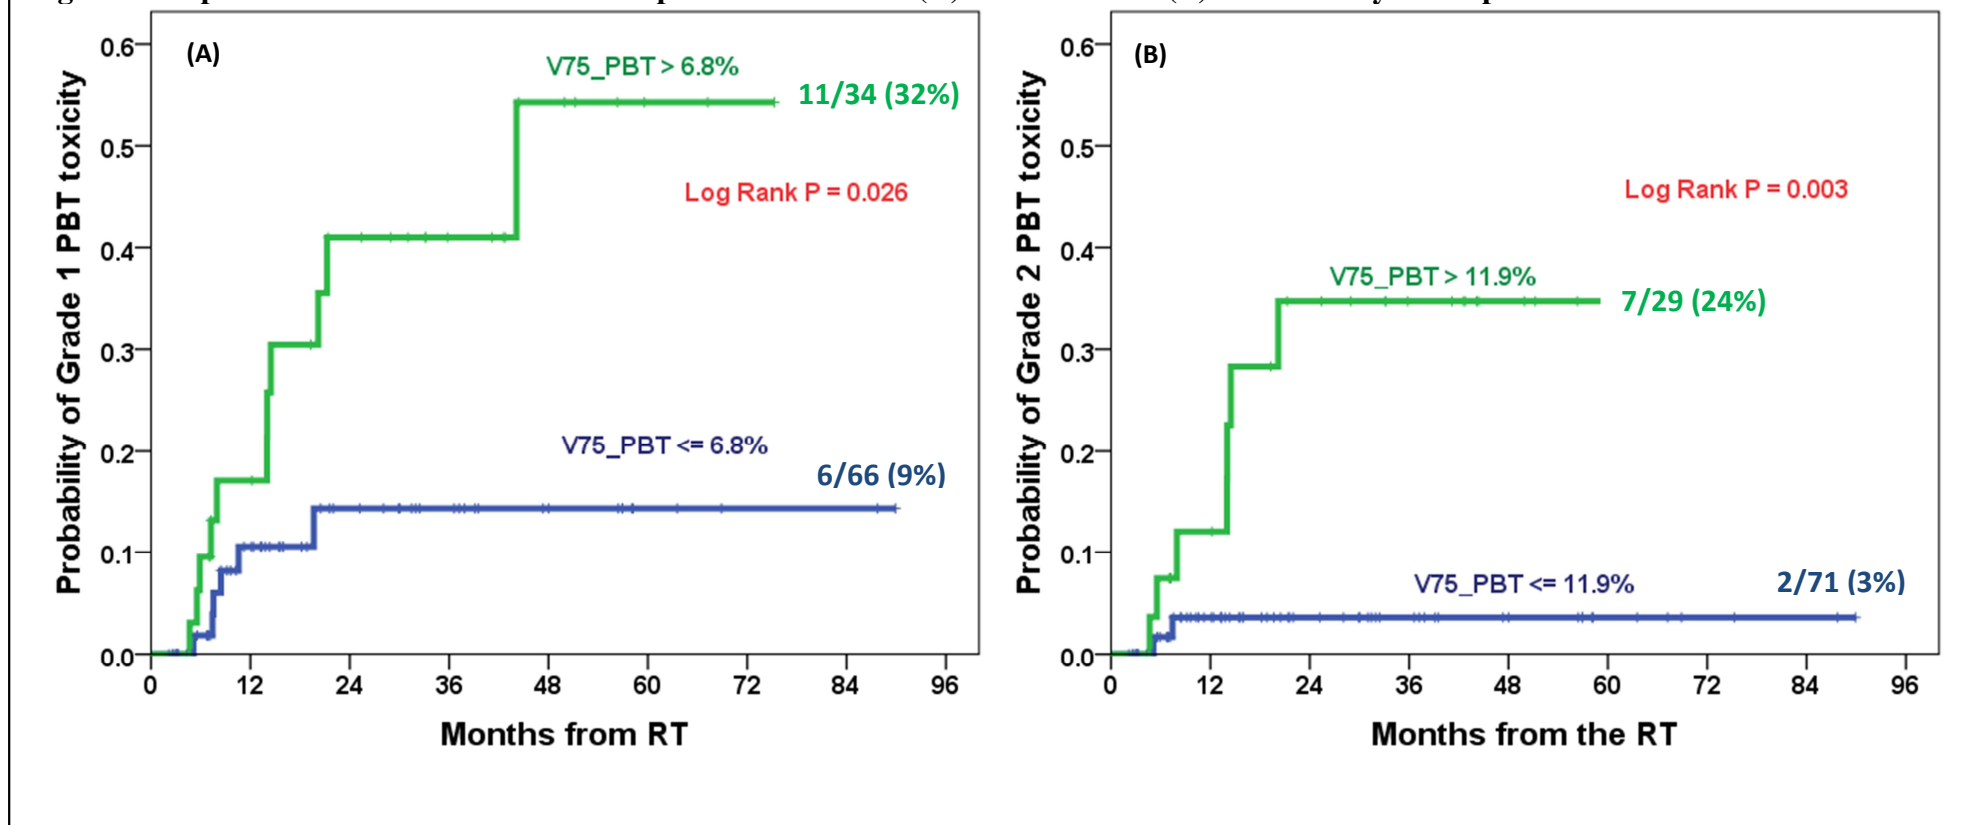 (A)
0.6
0.5
0.4
0.3
0.2
0.1
0.0
Probability of Grade 1 PBT toxicity
V75_PBT > 6.8%
11/34 (32%)
Log Rank P = 0.026
V75_PBT <= 6.8%
6/66 (9%)
0 12 24 36 48 60 72 84 96
Months from RT
(B)
0.6
0.5
0.4
0.3
0.2
0.1
0.0
Probability of Grade 2 PBT toxicity
Log Rank P = 0.003
V75_PBT > 11.9%
7/29 (24%)
V75_PBT <= 11.9%
2/71 (3%)
0 12 24 36 48 60 72 84 96
Months from the RT